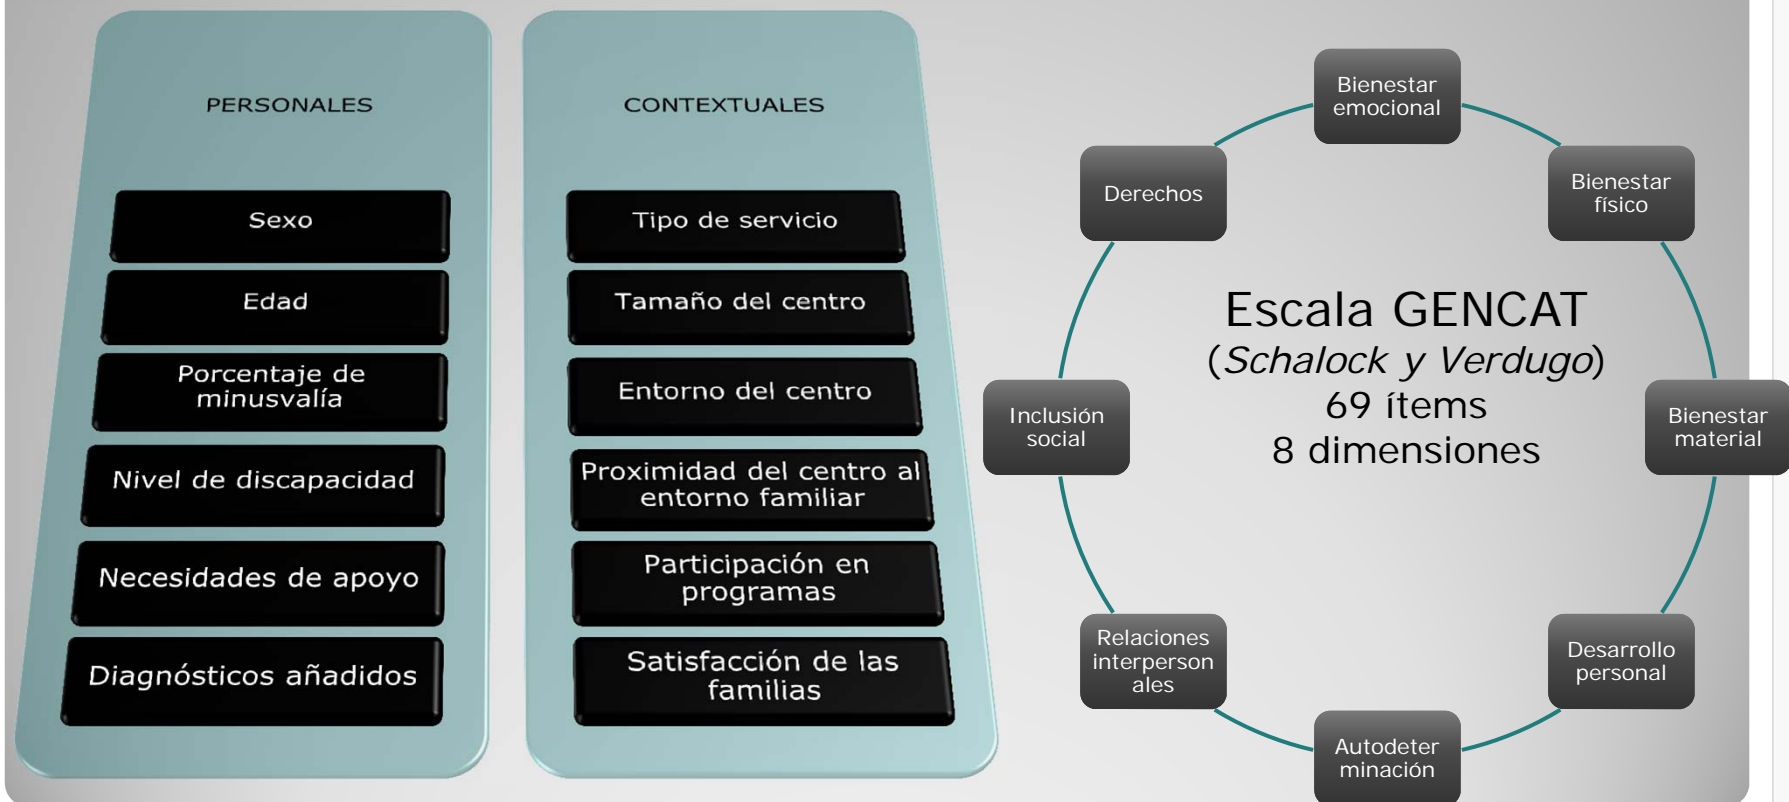 PERSONALES
Sexo
Edad
Porcentaje de
minusvalía
Nivel de discapacidad
Necesidades de apoyo
Diagnósticos añadidos
CONTEXTUALES
Tipo de servicio
Tamaño del centro
Entorno del centro
Proximidad del centro al
entorno familiar
Participación en
programas
Satisfacción de las
familias
Escala GENCAT
(Schalock y Verdugo)
69 ítems
8 dimensiones
Bienestar
emocional
Bienestar
físico
Bienestar
material
Desarrollo
personal
Autodeter
minación
Relaciones
interperson
ales
Inclusión
social
Derechos